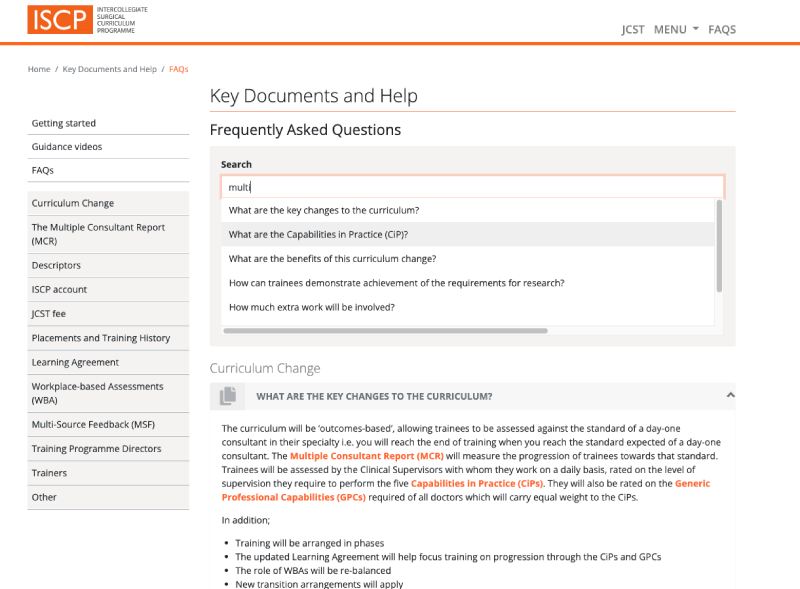 ISCP
INTERCOLLEGIATE
SURGICAL
CURRICULUM
PROGRAMME
JCST MENU FAQS
Home / Key Documents and Help / FAQs
Key Documents and Help
Getting started
Guidance videos
FAQs
Curriculum Change
The Multiple Consultant Report
(MCR)
Descriptors
ISCP account
JCST fee
Placements and Training History
Learning Agreement
Workplace-based Assessments
(WBA)
Multi-Source Feedback (MSF)
Training Programme Directors
Trainers
Other
Frequently Asked Questions
Search
multi
What are the key changes to the curriculum?
What are the Capabilities in Practice (CiP)?
What are the benefits of this curriculum change?
How can trainees demonstrate achievement of the requirements for research?
How much extra work will be involved?
Curriculum Change
WHAT ARE THE KEY CHANGES TO THE CURRICULUM?
The curriculum will be ‘outcomes-based’, allowing trainees to be assessed against the standard of a day-one
consultant in their specialty i.e. you will reach the end of training when you reach the standard expected of a day-one
consultant. The Multiple Consultant Report (MCR) will measure the progression of trainees towards that standard.
Trainees will be assessed by the Clinical Supervisors with whom they work on a daily basis, rated on the level of
supervision they require to perform the five Capabilities in Practice (CiPs). They will also be rated on the Generic
Professional Capabilities (GPCs) required of all doctors which will carry equal weight to the CiPs.
In addition;
• Training will be arranged in phases
• The updated Learning Agreement will help focus training on progression through the CiPs and GPCs
• The role of WBAs will be re-balanced
• New transition arrangements will apply